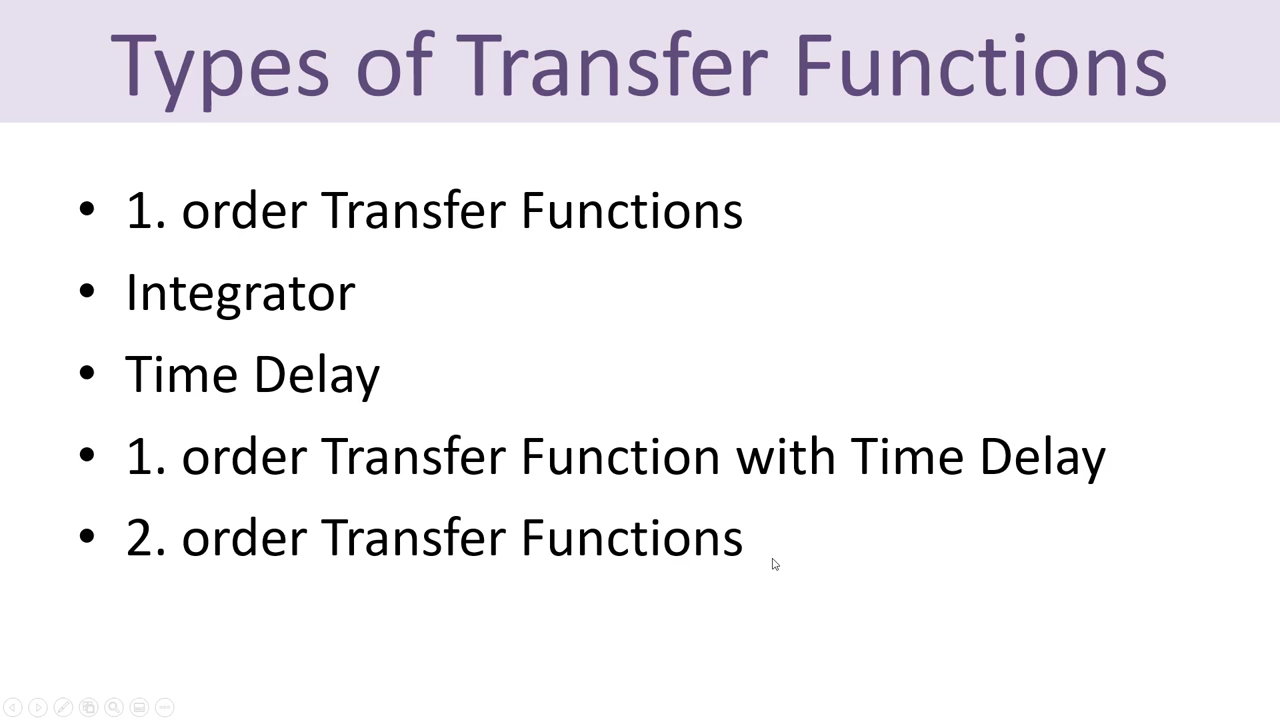 Types of Transfer Functions
• 1. order Transfer Functions
• Integrator
• Time Delay
• 1. order Transfer Function with Time Delay
• 2. order Transfer Functions